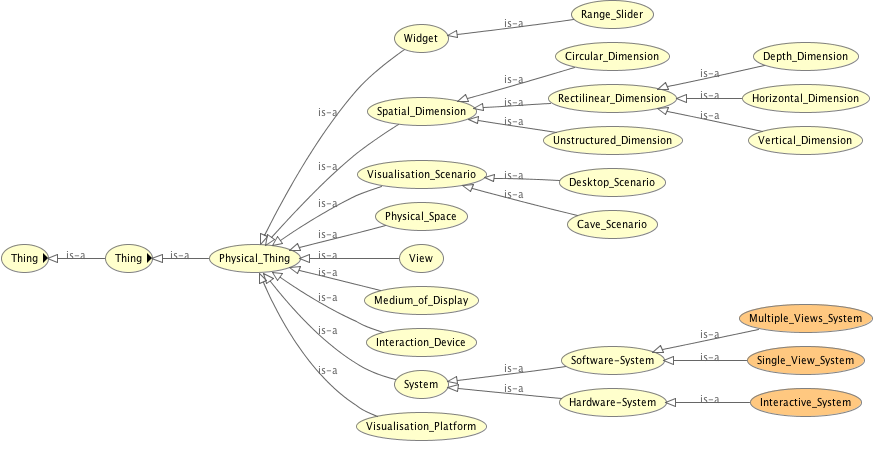 Range_Slider
is-a
Widget
Circular_Dimension
Depth_Dimension
is-a
is-a
is-a
Spatial_Dimension
is-a
Rectilinear_Dimension
is-a
Horizontal_Dimension
is-a
is-a
Unstructured_Dimension
Vertical_Dimension
is-a
Visualisation_Scenario
is-a
Desktop_Scenario
is-a
is-a
Physical_Space
Cave_Scenario
is-a
Thing
is-a
Thing
is-a
Physical_Thing
is-a
View
is-a
Medium_of_Display
is-a
Multiple_Views_System
is-a
Interaction_Device
is-a
Software-System
is-a
Single_View_System
is-a
System
is-a
is-a
Hardware-System
is-a
Interactive_System
Visualisation_Platform